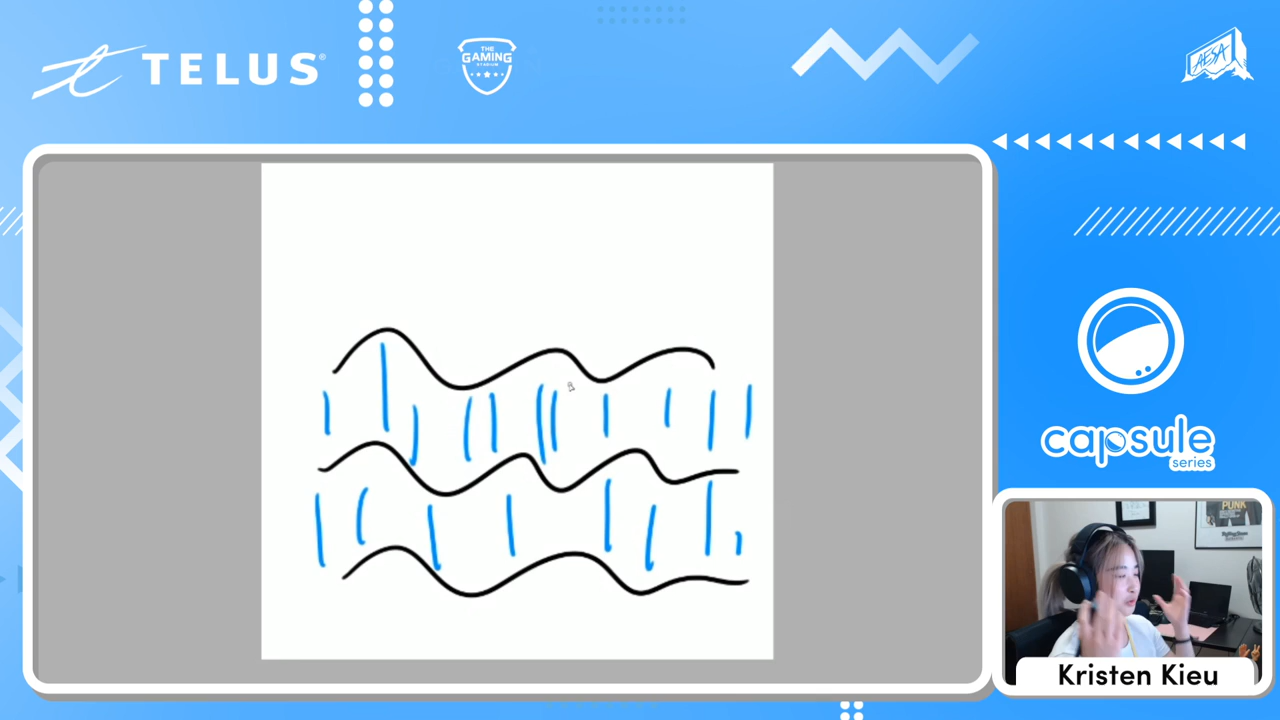 TELUS®
THE
GAMING
STADIUM
AESA
capsule
series
PUNK
Kristen Kieu